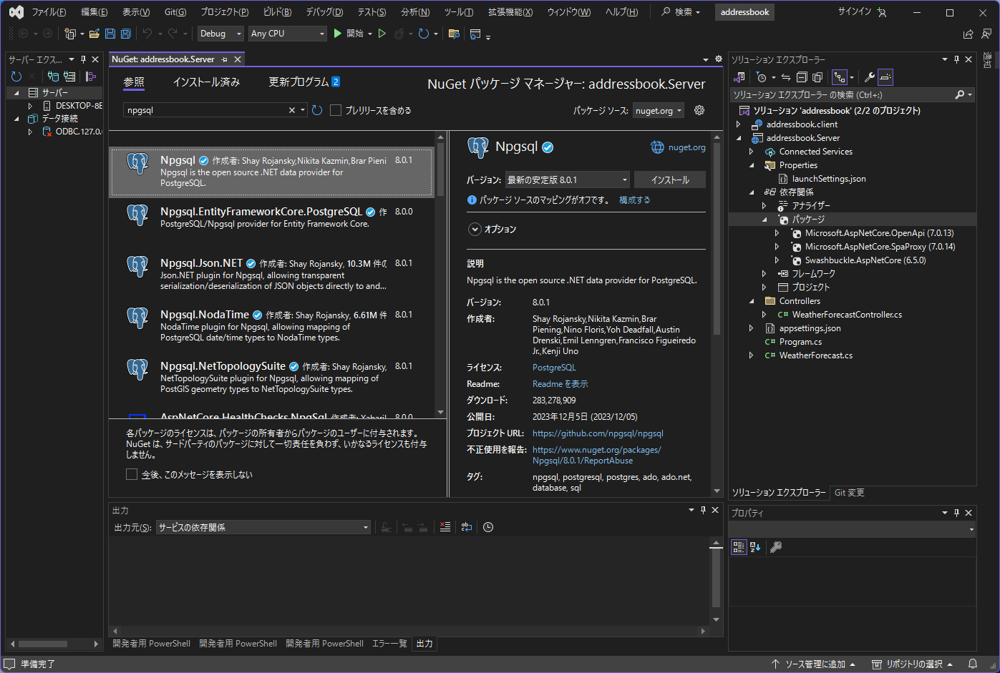 ファイル(F) 編集(E) 表示(V) Git(G) プロジェクト(P) ビルド(B) デバッグ(D) テスト(S) 分析(N) ツール(T) 拡張機能(X) ウィンドウ(W) ヘルプ(H) 検索 addressbook サインイン
Debug Any CPU 開始
サーバー エクス...
サーバー
DESKTOP-8E
データ接続
ODBC.127.0.
NuGet: addressbook.Server
参照 インストール済み 更新プログラム 2
NuGet パッケージ マネージャー: addressbook.Server
npgsql プレリリースを含める
パッケージ ソース: nuget.org
Npgsql 作成者: Shay Rojansky,Nikita Kazmin,Brar Pieni 8.0.1
Npgsql is the open source .NET data provider for
PostgreSQL.
Npgsql.EntityFrameworkCore.PostgreSQL 作 8.0.0
PostgreSQL/Npgsql provider for Entity Framework Core.
Npgsql.Json.NET 作成者: Shay Rojansky, 10.3M 件の 8.0.1
Json.NET plugin for Npgsql, allowing transparent
serialization/deserialization of JSON objects directly to and...
Npgsql.NodaTime 作成者: Shay Rojansky, 6.61M 件 8.0.1
NodaTime plugin for Npgsql, allowing mapping of
PostgreSQL date/time types to NodaTime types.
Npgsql.NetTopologySuite 作成者: Shay Rojansky, 8.0.1
NetTopologySuite plugin for Npgsql, allowing mapping of
PostGIS geometry types to NetTopologySuite types.
AspNetCore.HealthChecks.NpgSql 作成者: Xabaril 8.0.0
各パッケージのライセンスは、パッケージの所有者からパッケージのユーザーに付与されます。
NuGet は、サードパーティのパッケージに対して一切責任を負わず、いかなるライセンスも付与
しません。
今後、このメッセージを表示しない
Npgsql nuget.org
バージョン: 最新の安定版 8.0.1 インストール
パッケージ ソースのマッピングがオフです。 構成する
オプション
説明
Npgsql is the open source .NET data provider for PostgreSQL.
バージョン: 8.0.1
作成者: Shay Rojansky,Nikita Kazmin,Brar
Piening,Nino Floris,Yoh Deadfall,Austin
Drenski,Emil Lenngren,Francisco Figueiredo
Jr.,Kenji Uno
ライセンス: PostgreSQL
Readme: Readme を表示
ダウンロード: 283,278,909
公開日: 2023年12月5日 (2023/12/05)
プロジェクト URL: https://github.com/npgsql/npgsql
不正使用を報告: https://www.nuget.org/packages/
Npgsql/8.0.1/ReportAbuse
タグ: npgsql, postgresql, postgres, ado, ado.net,
database, sql
出力
出力元(S): サービスの依存関係
開発者用 PowerShell 開発者用 PowerShell 開発者用 PowerShell エラー一覧 出力
ソリューション エクスプローラー
ソリューション エクスプローラー の検索 (Ctrl+:)
ソリューション 'addressbook' (2/2 のプロジェクト)
addressbook.client
addressbook.Server
Connected Services
Properties
launchSettings.json
依存関係
アナライザー
パッケージ
Microsoft.AspNetCore.OpenApi (7.0.13)
Microsoft.AspNetCore.SpaProxy (7.0.14)
Swashbuckle.AspNetCore (6.5.0)
フレームワーク
プロジェクト
Controllers
C# WeatherForecastController.cs
appsettings.json
C# Program.cs
C# WeatherForecast.cs
ソリューション エクスプローラー Git 変更
プロパティ
通知
準備完了 ソース管理に追加 リポジトリの選択